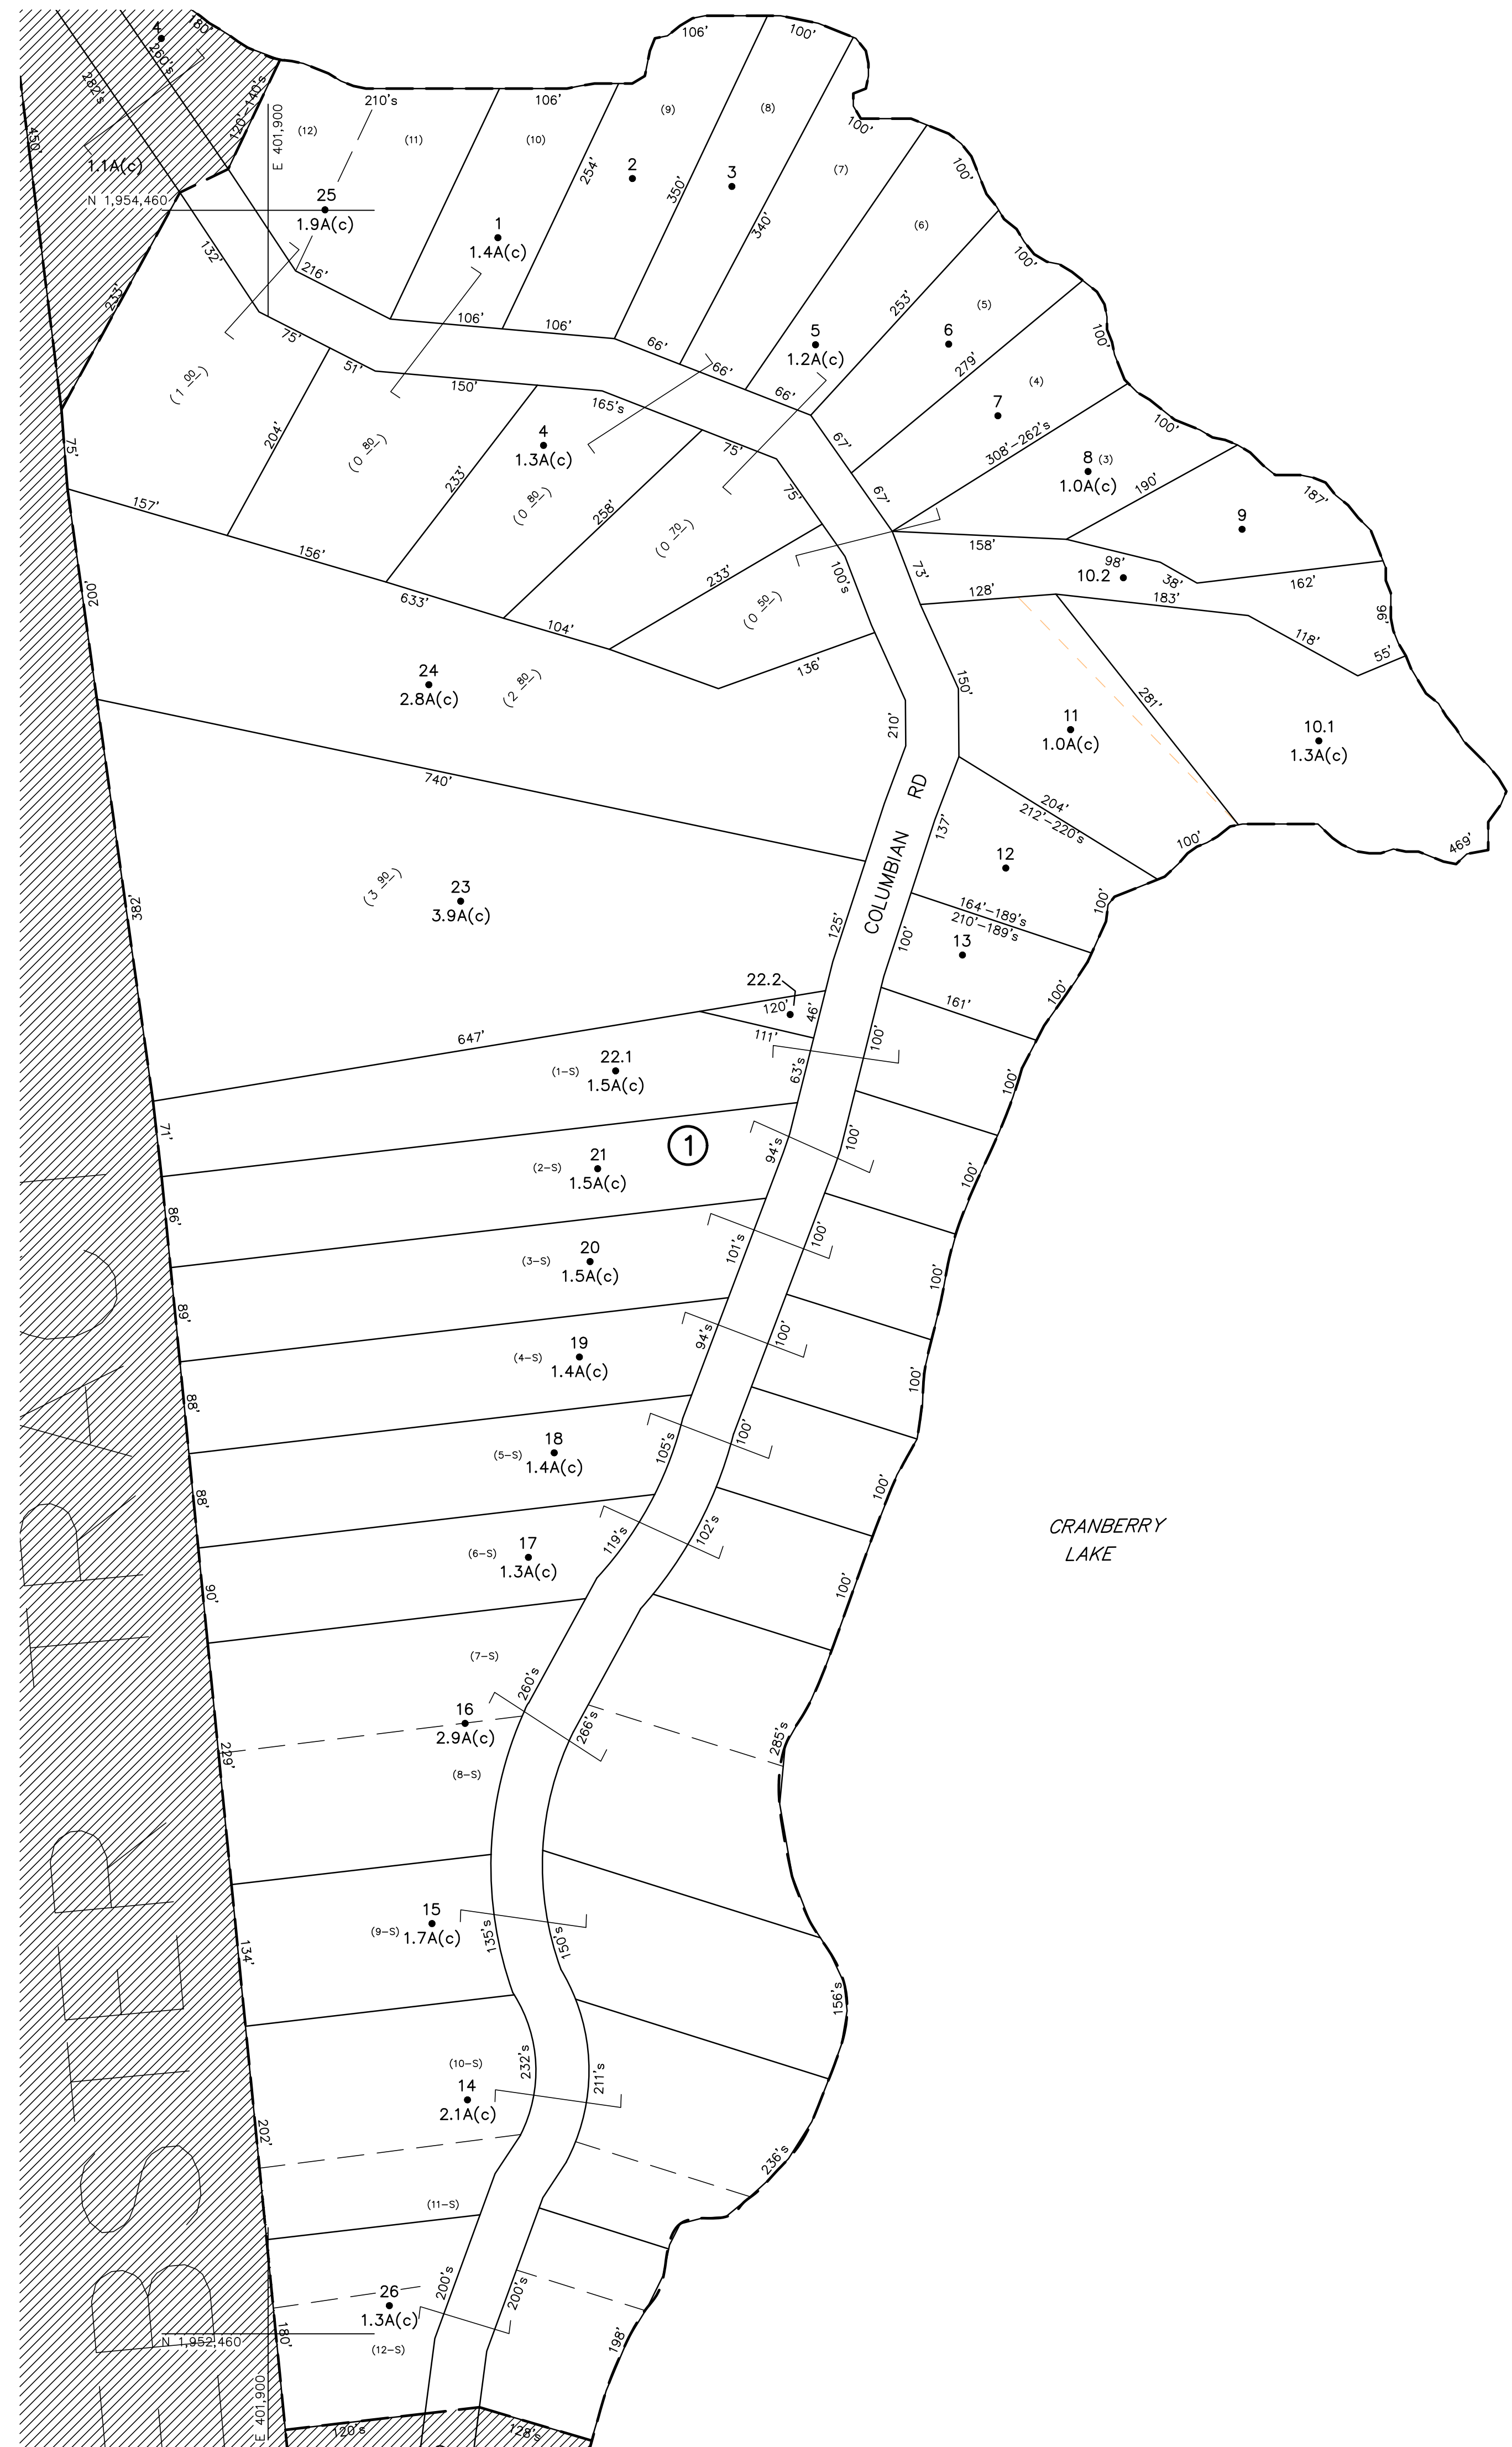 180'
4
260's
282's
450'
120'-140's
1.1A(c)
N 1,954,460
E 401,900
210's
106'
106'
100'
(12)
(11)
(10)
(9)
(8)
(7)
(6)
(5)
(4)
254'
2
350'
3
340'
100'
100'
100'
100'
25
1.9A(c)
1
1.4A(c)
132'
216'
233'
75'
51'
106'
106'
66'
66'
66'
150'
165's
75'
75'
67'
67'
5
1.2A(c)
253'
6
279'
7
308'-262's
8 (3)
1.0A(c)
190'
100'
187'
9
(1 00)
204'
(0 80)
4
1.3A(c)
233'
(0 80)
258'
(0 70)
233'
(0 50)
75'
157'
156'
633'
104'
136'
200'
100's
73'
158'
98'
38'
162'
10.2
128'
183'
118'
96'
55'
24
2.8A(c)
(2 80)
210'
150'
11
1.0A(c)
281'
10.1
1.3A(c)
469'
740'
COLUMBIAN RD
137'
204'
212'-220's
100'
12
164'-189's
210'-189's
13
100'
100'
161'
100'
382'
(3 90)
23
3.9A(c)
125'
22.2
120'
46'
111'
647'
(1-S)
22.1
1.5A(c)
63's
100'
100'
71'
1
(2-S)
21
1.5A(c)
94's
100'
100'
86'
(3-S)
20
1.5A(c)
101's
100'
100'
89'
(4-S)
19
1.4A(c)
94's
100'
100'
88'
(5-S)
18
1.4A(c)
105's
100'
100'
88'
CRANBERRY
LAKE
(6-S)
17
1.3A(c)
119's
102's
100'
90'
(7-S)
16
2.9A(c)
(8-S)
260's
266's
285's
229'
15
(9-S) 1.7A(c)
135's
150's
156's
134'
(10-S)
14
2.1A(c)
232's
211's
236's
202'
(11-S)
26
1.3A(c)
(12-S)
200's
200's
198'
180'
N 1,952,460
E 401,900
120's
128's